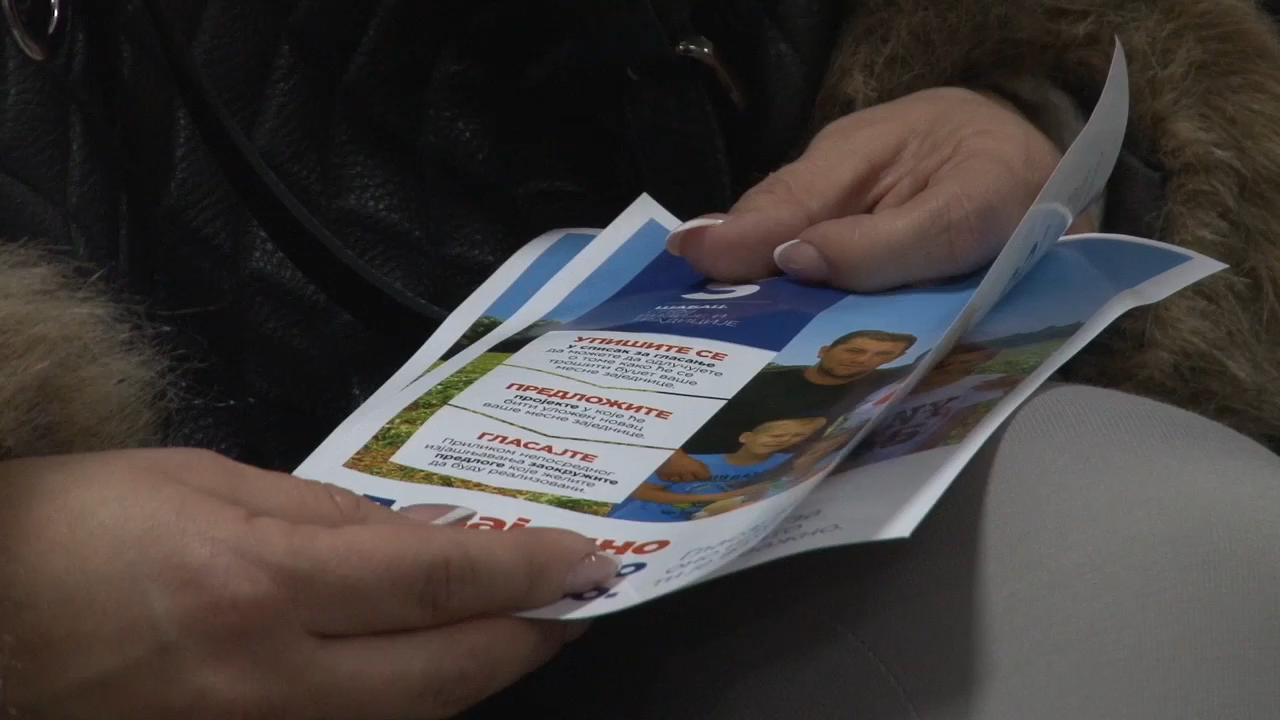 ШАБАЦ
ТРАДИЦИЈЕ
УПИШИТЕ СЕ
у списак за гласање
да можете да одлучујете
о томе како ће се
трошити буџет ваше
месне заједнице.
ПРЕДЛОЖИТЕ
пројекте у које ће
бити уложен новац
ваше месне заједнице.
ГЛАСАЈТЕ
Приликом непосредног
изјашњавања заокружите
предлоге које желите
да буду реализовани.